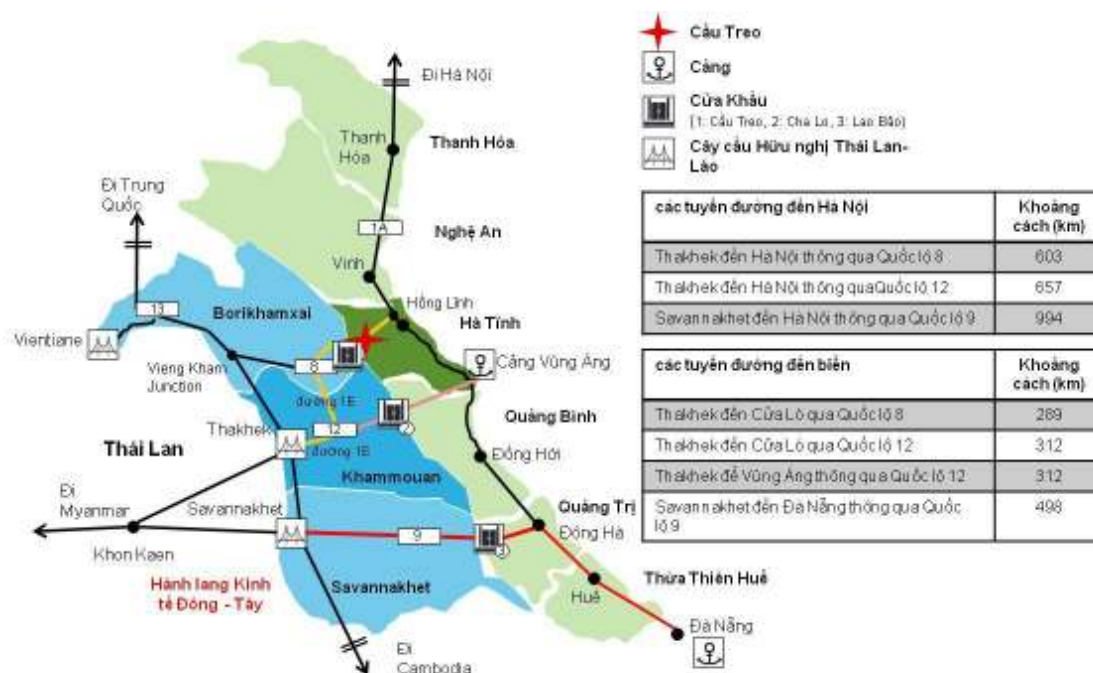 Đi Hà Nội
Thanh
Hóa
Thanh Hóa
Đi Trung
Quốc
1A
Nghệ An
Vinh
Hồng Lĩnh
13
Borikhamxai
Hà Tĩnh
Vientiane
Vieng Kham
Junction
8
Cảng Vũng Áng
đường 1E
Quảng Bình
Thakhek
12
2
Thái Lan
đường 1B
Đồng Hới
Khammouan
Đi
Myanmar
Savannakhet
Quảng Trị
9
3
Đông Hà
Khon Kaen
Hành lang Kinh
tế Đông - Tây
Savannakhet
Thừa Thiên Huế
Huế
Đà Nẵng
Đi
Cambodia
Cầu Treo
Cảng
Cửa Khẩu
(1: Cầu Treo, 2: Cha Lo, 3: Lao Bảo)
Cây cầu Hữu nghị Thái Lan-
Lào
các tuyến đường đến Hà Nội Khoảng
cách (km)
Thakhek đến Hà Nội thông qua Quốc lộ 8 603
Thakhek đến Hà Nội thông qua Quốc lộ 12 657
Savannakhet đến Hà Nội thông qua Quốc lộ 9 994
các tuyến đường đến biển Khoảng
cách (km)
Thakhek đến Cửa Lò qua Quốc lộ 8 289
Thakhek đến Cửa Lò qua Quốc lộ 12 312
Thakhek để Vũng Áng thông qua Quốc lộ 12 312
Savannakhet đến Đà Nẵng thông qua Quốc 498
lộ 9